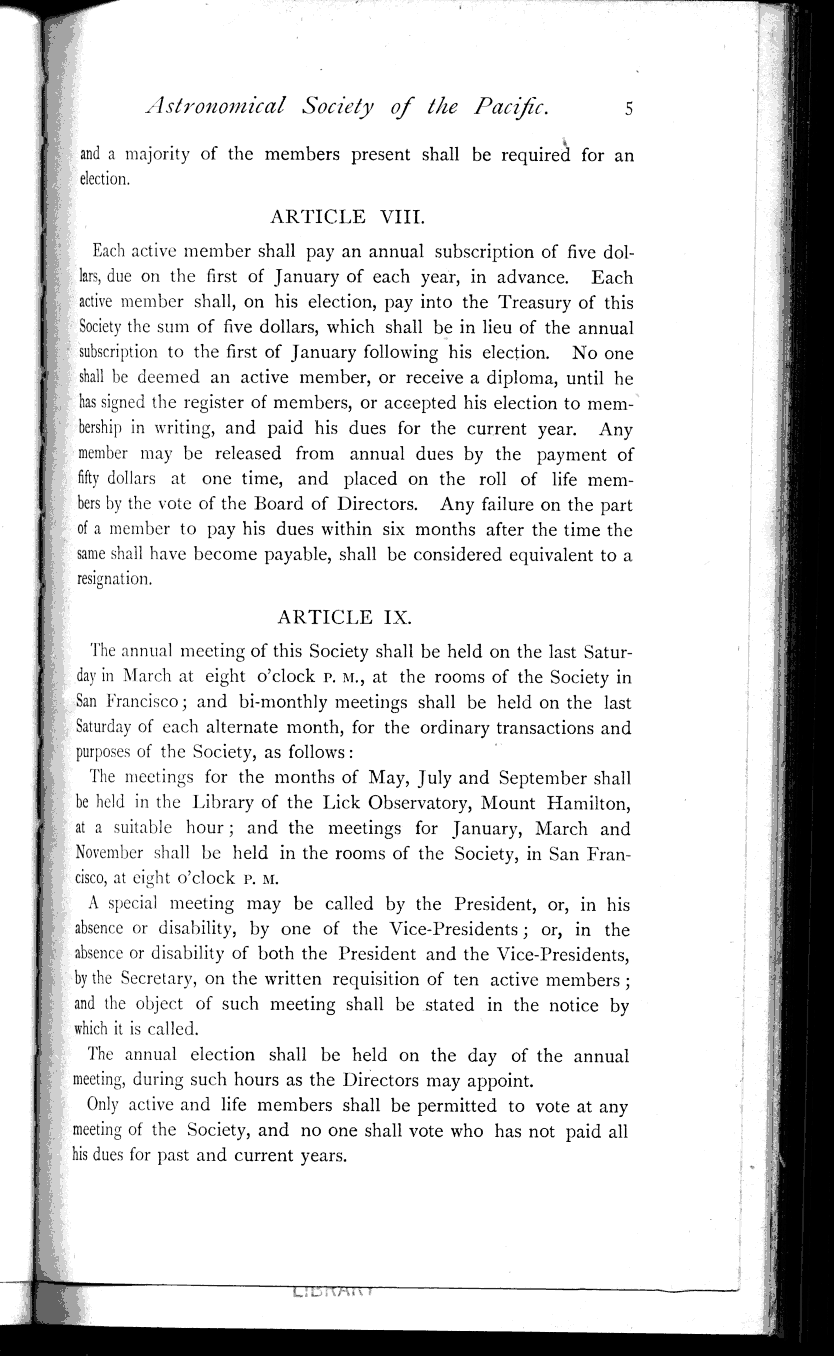 Astronomical Society of the Pacific. 5
and a majority of the members present shall be required for an
election.
ARTICLE VIII.
Each active member shall pay an annual subscription of five dol-
lars, due on the first of January of each year, in advance. Each
active member shall, on his election, pay into the Treasury of this
Society the sum of five dollars, which shall be in lieu of the annual
subscription to the first of January following his election. No one
shall be deemed an active member, or receive a diploma, until he
has signed the register of members, or accepted his election to mem-
bership in writing, and paid his dues for the current year. Any
member may be released from annual dues by the payment of
fifty dollars at one time, and placed on the roll of life mem-
bers by the vote of the Board of Directors. Any failure on the part
of a member to pay his dues within six months after the time the
same shall have become payable, shall be considered equivalent to a
resignation.
ARTICLE IX.
The annual meeting of this Society shall be held on the last Satur-
day in March at eight o'clock P. M., at the rooms of the Society in
San Francisco; and bi-monthly meetings shall be held on the last
Saturday of each alternate month, for the ordinary transactions and
purposes of the Society, as follows:
The meetings for the months of May, July and September shall
be held in the Library of the Lick Observatory, Mount Hamilton,
at a suitable hour; and the meetings for January, March and
November shall be held in the rooms of the Society, in San Fran-
cisco, at eight o'clock P. M.
A special meeting may be called by the President, or, in his
absence or disability, by one of the Vice-Presidents; or, in the
absence or disability of both the President and the Vice-Presidents,
by the Secretary, on the written requisition of ten active members;
and the object of such meeting shall be stated in the notice by
which it is called.
The annual election shall be held on the day of the annual
meeting, during such hours as the Directors may appoint.
Only active and life members shall be permitted to vote at any
meeting of the Society, and no one shall vote who has not paid all
his dues for past and current years.
LIBRARY